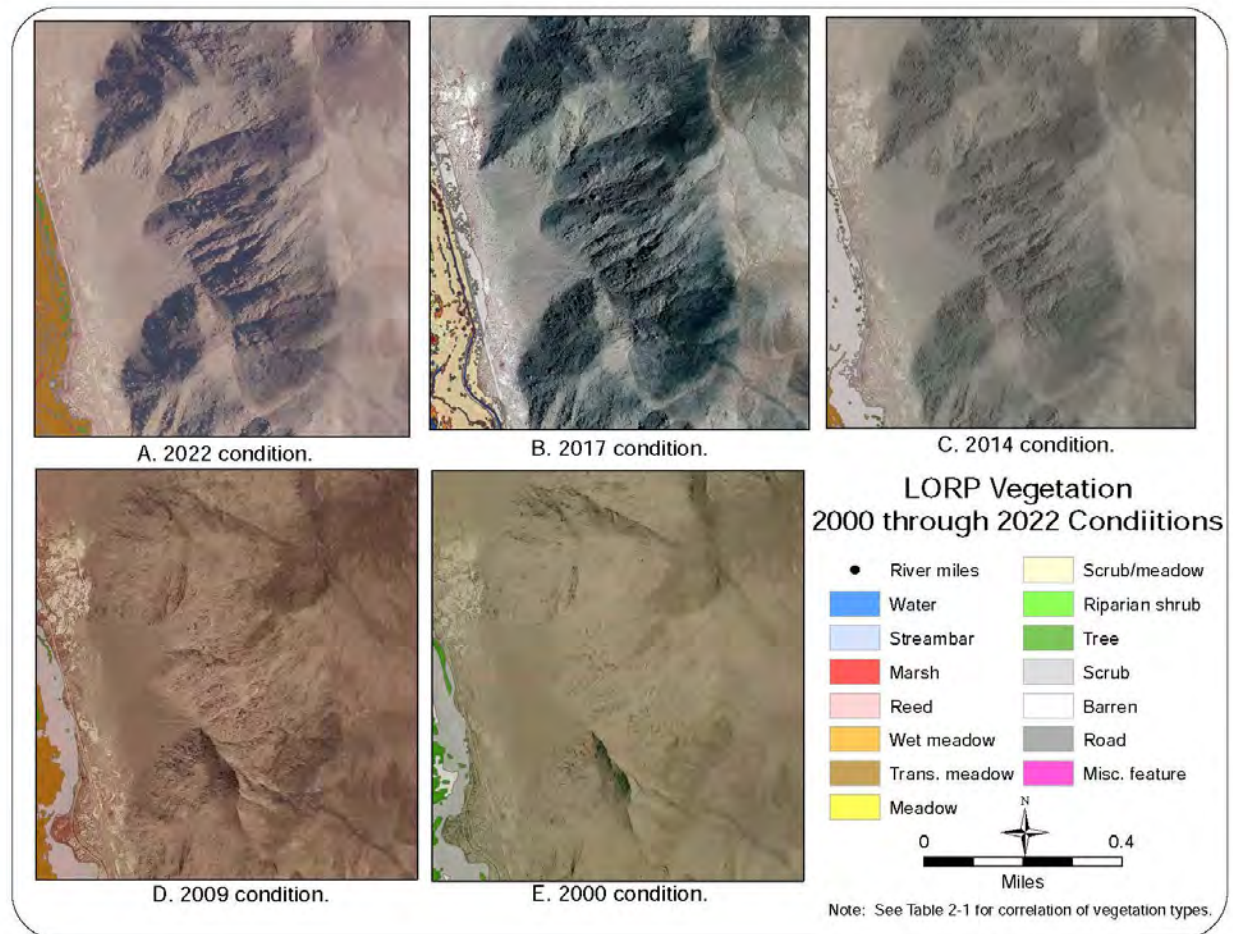 A. 2022 condition.
B. 2017 condition.
C. 2014 condition.
D. 2009 condition.
E. 2000 condition.
LORP Vegetation
2000 through 2022 Condiitions
River miles
Water
Streambar
Marsh
Reed
Wet meadow
Trans. meadow
Meadow
Scrub/meadow
Riparian shrub
Tree
Scrub
Barren
Road
Misc. feature
N
0 0.4
Miles
Note: See Table 2-1 for correlation of vegetation types.